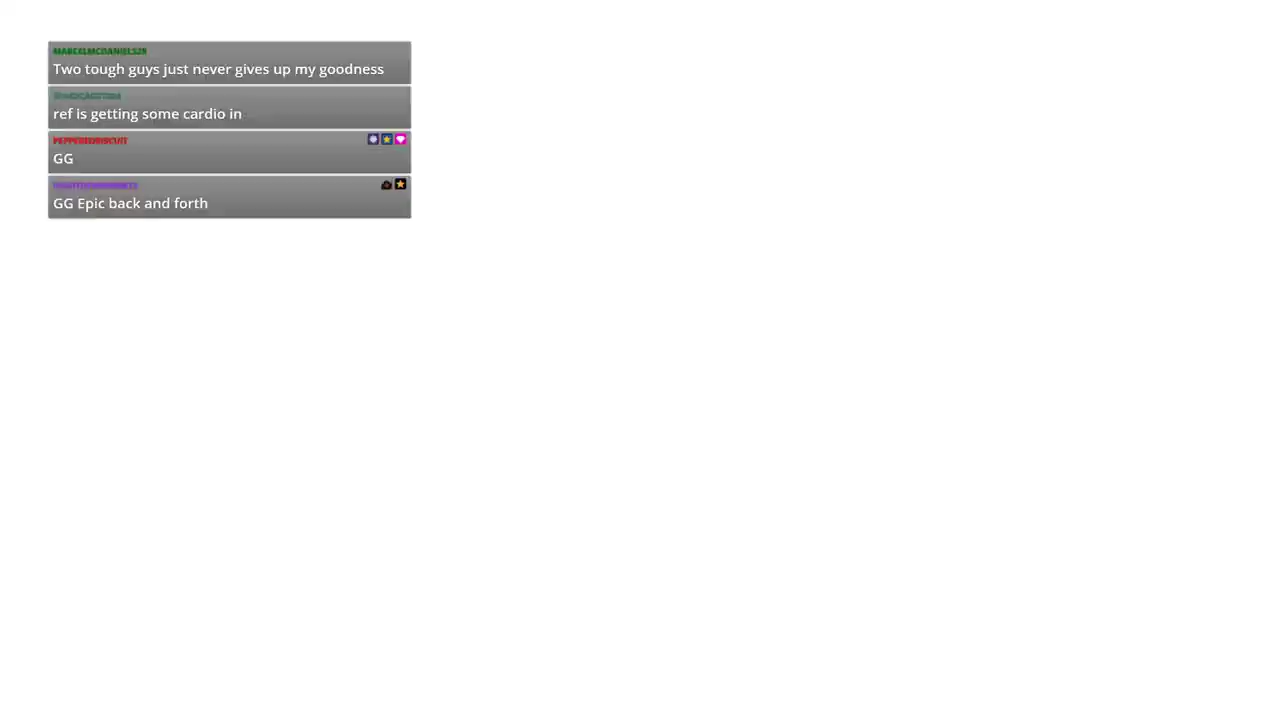 Two tough guys just never gives up my goodness
ref is getting some cardio in
PEPPEREDBISCUIT
GG
GG Epic back and forth